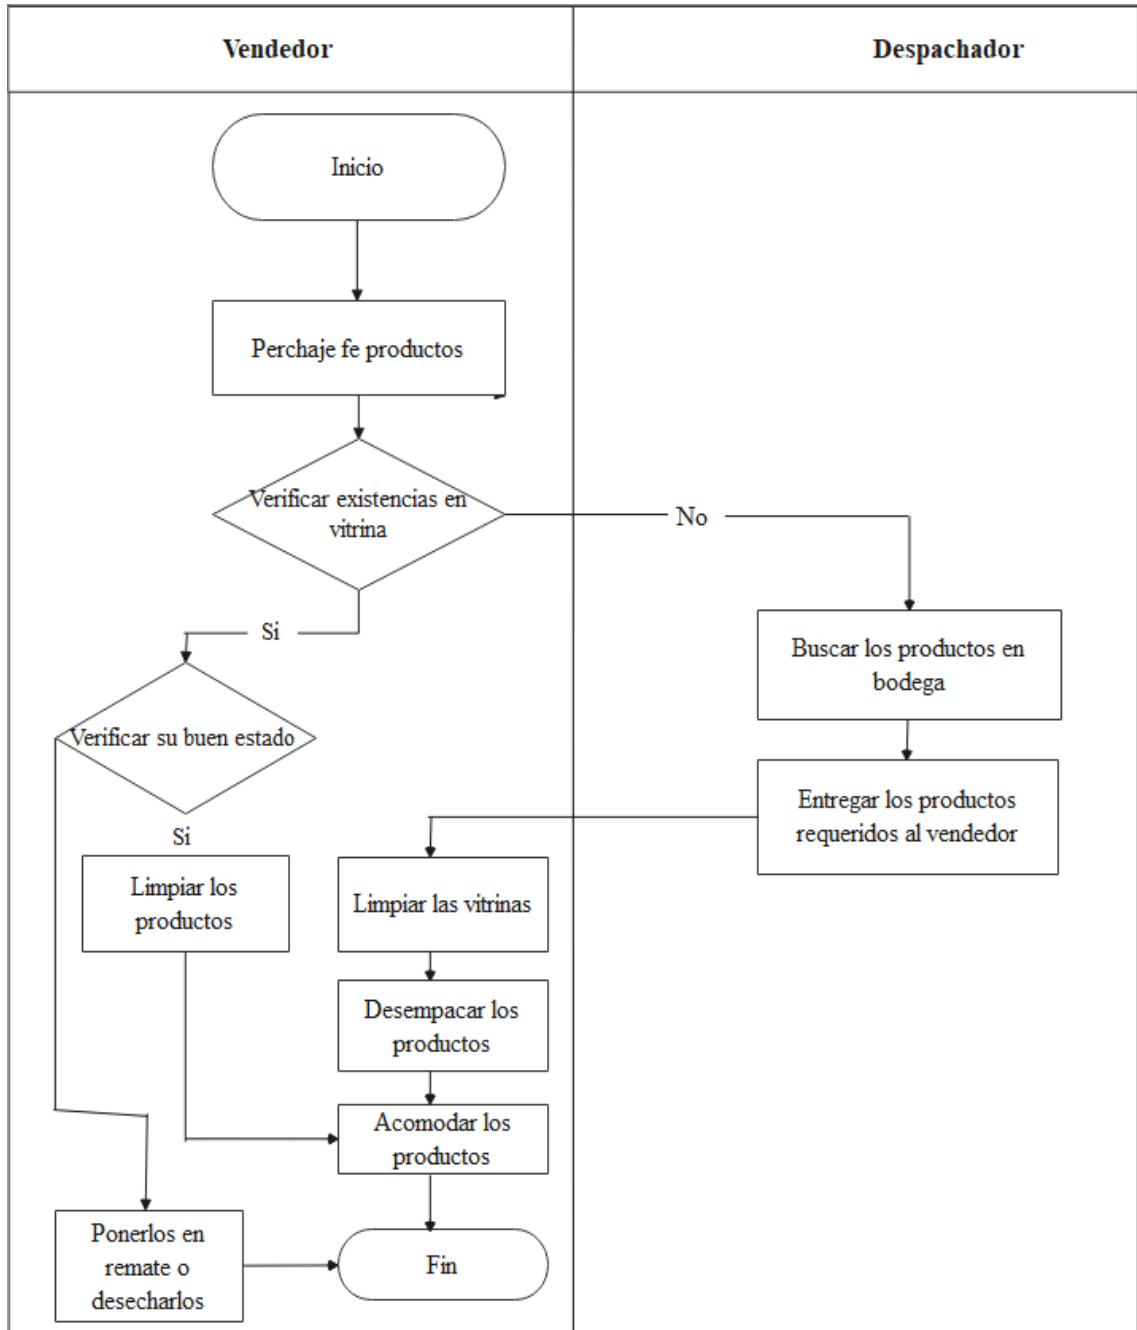 Vendedor
Despachador
Inicio
Perchaje fe productos
Verificar existencias en
vitrina
No
Si
Buscar los productos en
bodega
Verificar su buen estado
Entregar los productos
requeridos al vendedor
Si
Limpiar los
productos
Limpiar las vitrinas
Desempacar los
productos
Acomodar los
productos
Ponerlos en
remate o
desecharlos
Fin